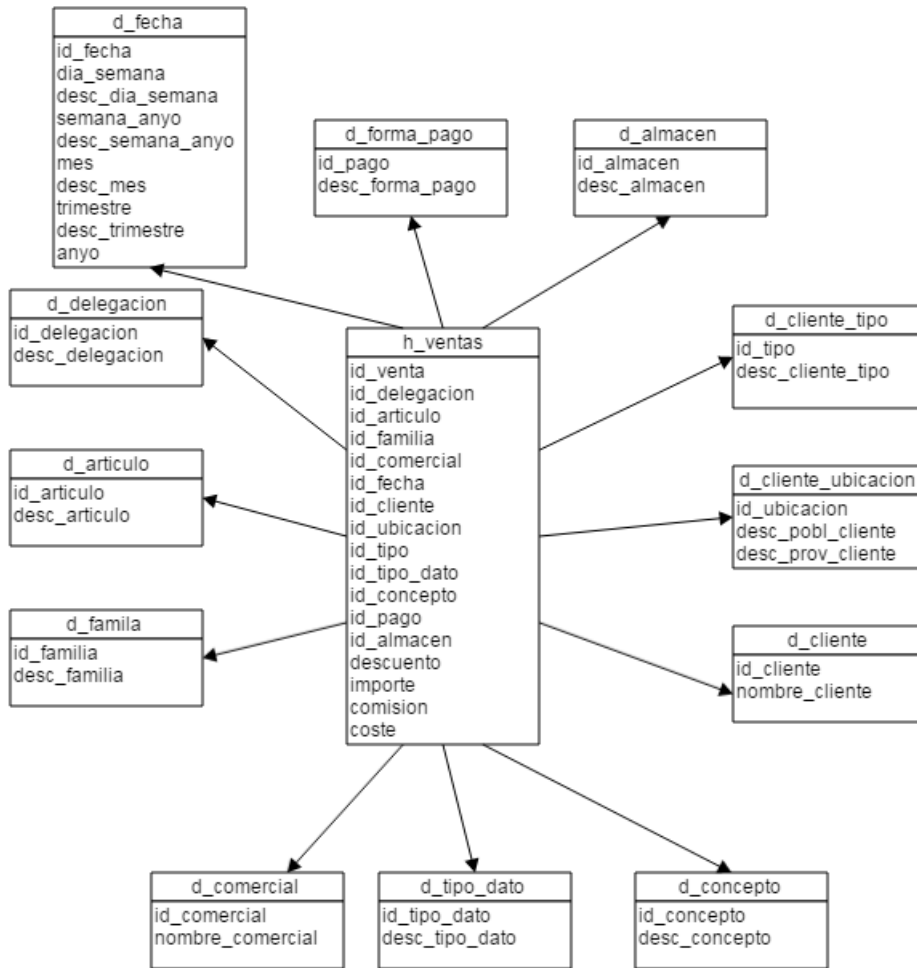 d_fecha
id_fecha
dia_semana
desc_dia_semana
semana_anyo
desc_semana_anyo
mes
desc_mes
trimestre
desc_trimestre
anyo
d_forma_pago
id_pago
desc_forma_pago
d_almacen
id_almacen
desc_almacen
d_delegacion
id_delegacion
desc_delegacion
h_ventas
id_venta
id_delegacion
id_articulo
id_familia
id_comercial
id_fecha
id_cliente
id_ubicacion
id_tipo
id_tipo_dato
id_concepto
id_pago
id_almacen
descuento
importe
comision
coste
d_cliente_tipo
id_tipo
desc_cliente_tipo
d_articulo
id_articulo
desc_articulo
d_cliente_ubicacion
id_ubicacion
desc_pobl_cliente
desc_prov_cliente
d_famila
id_familia
desc_familia
d_cliente
id_cliente
nombre_cliente
d_comercial
id_comercial
nombre_comercial
d_tipo_dato
id_tipo_dato
desc_tipo_dato
d_concepto
id_concepto
desc_concepto